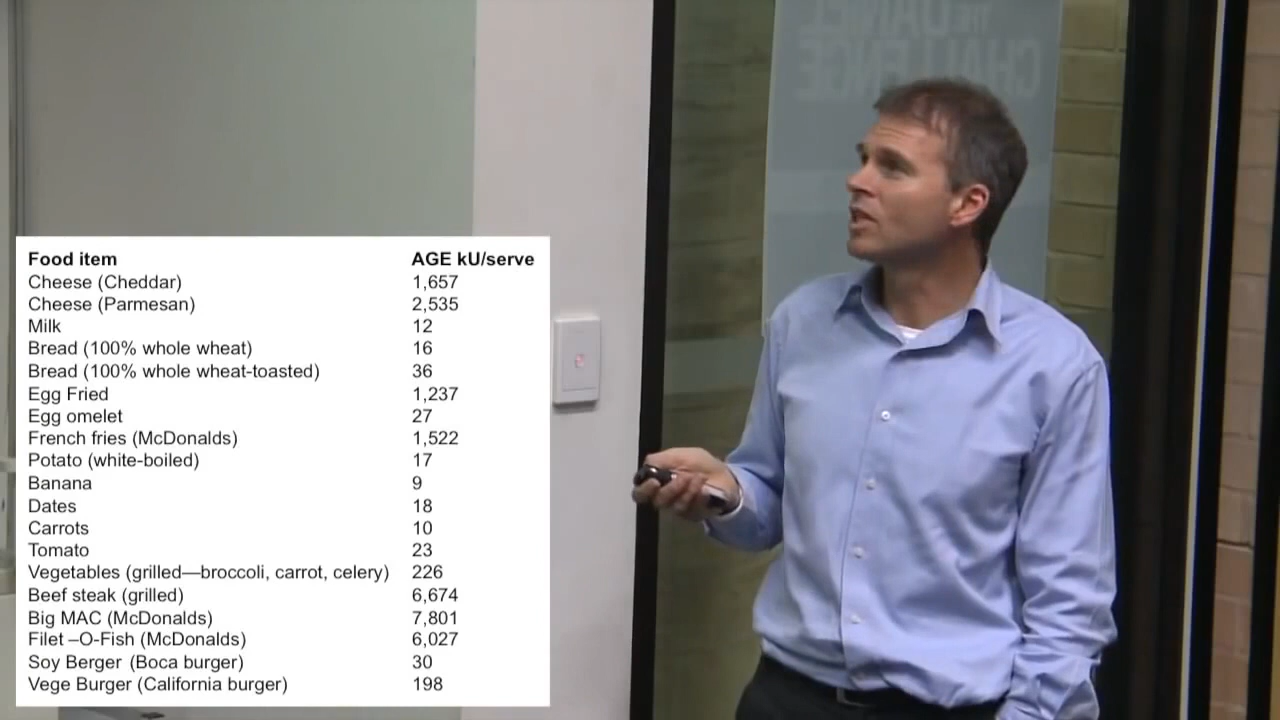 THE DANIEL
CHALLENGE
Food item AGE kU/serve
Cheese (Cheddar) 1,657
Cheese (Parmesan) 2,535
Milk 12
Bread (100% whole wheat) 16
Bread (100% whole wheat-toasted) 36
Egg Fried 1,237
Egg omelet 27
French fries (McDonalds) 1,522
Potato (white-boiled) 17
Banana 9
Dates 18
Carrots 10
Tomato 23
Vegetables (grilled—broccoli, carrot, celery) 226
Beef steak (grilled) 6,674
Big MAC (McDonalds) 7,801
Filet –O-Fish (McDonalds) 6,027
Soy Berger (Boca burger) 30
Vege Burger (California burger) 198